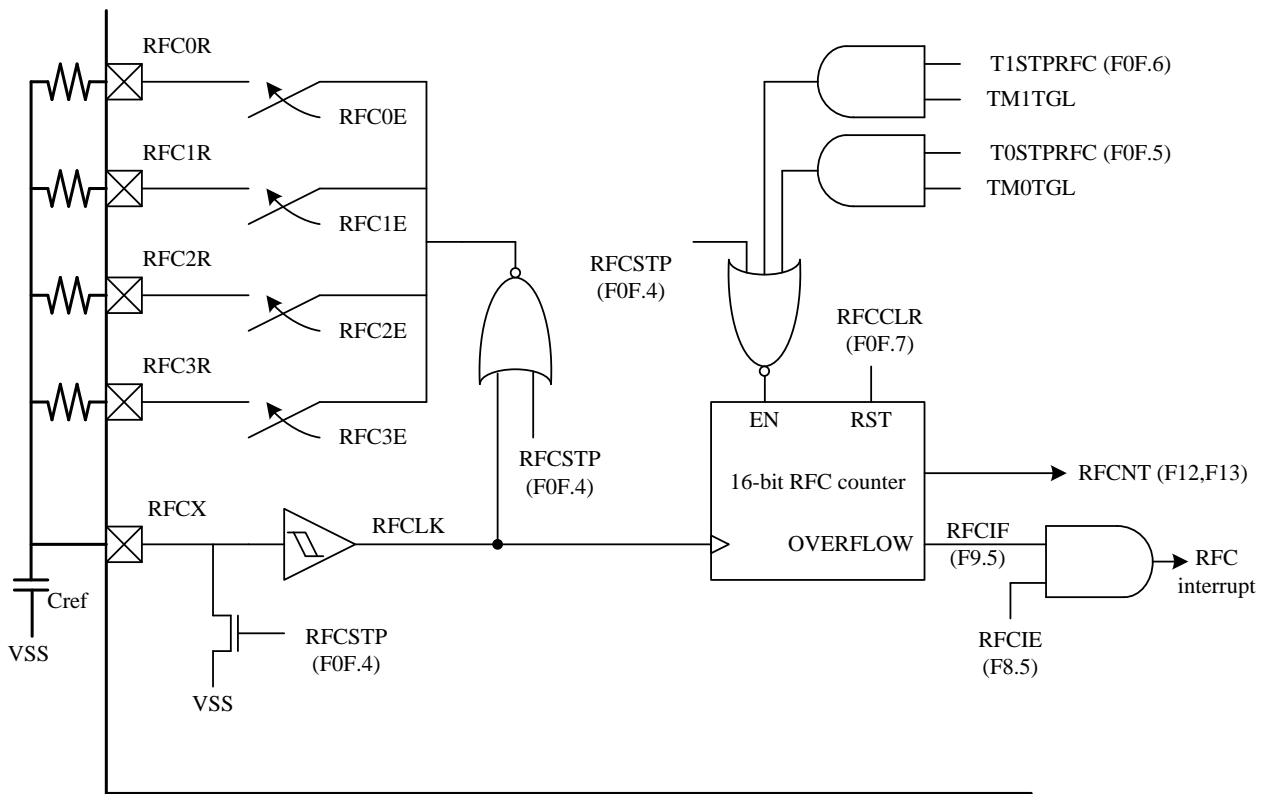 RFC0R
RFC0E
RFC1R
RFC1E
RFC2R
RFC2E
RFC3R
RFC3E
RFCX
RFCLK
Cref
VSS
RFCSTP
(F0F.4)
VSS
RFCSTP
(F0F.4)
T1STPRFC (F0F.6)
TM1TGL
T0STPRFC (F0F.5)
TM0TGL
RFCSTP
(F0F.4)
RFCCLR
(F0F.7)
EN
RST
16-bit RFC counter
OVERFLOW
RFCNT (F12,F13)
RFCIF
(F9.5)
RFCIE
(F8.5)
RFC
interrupt